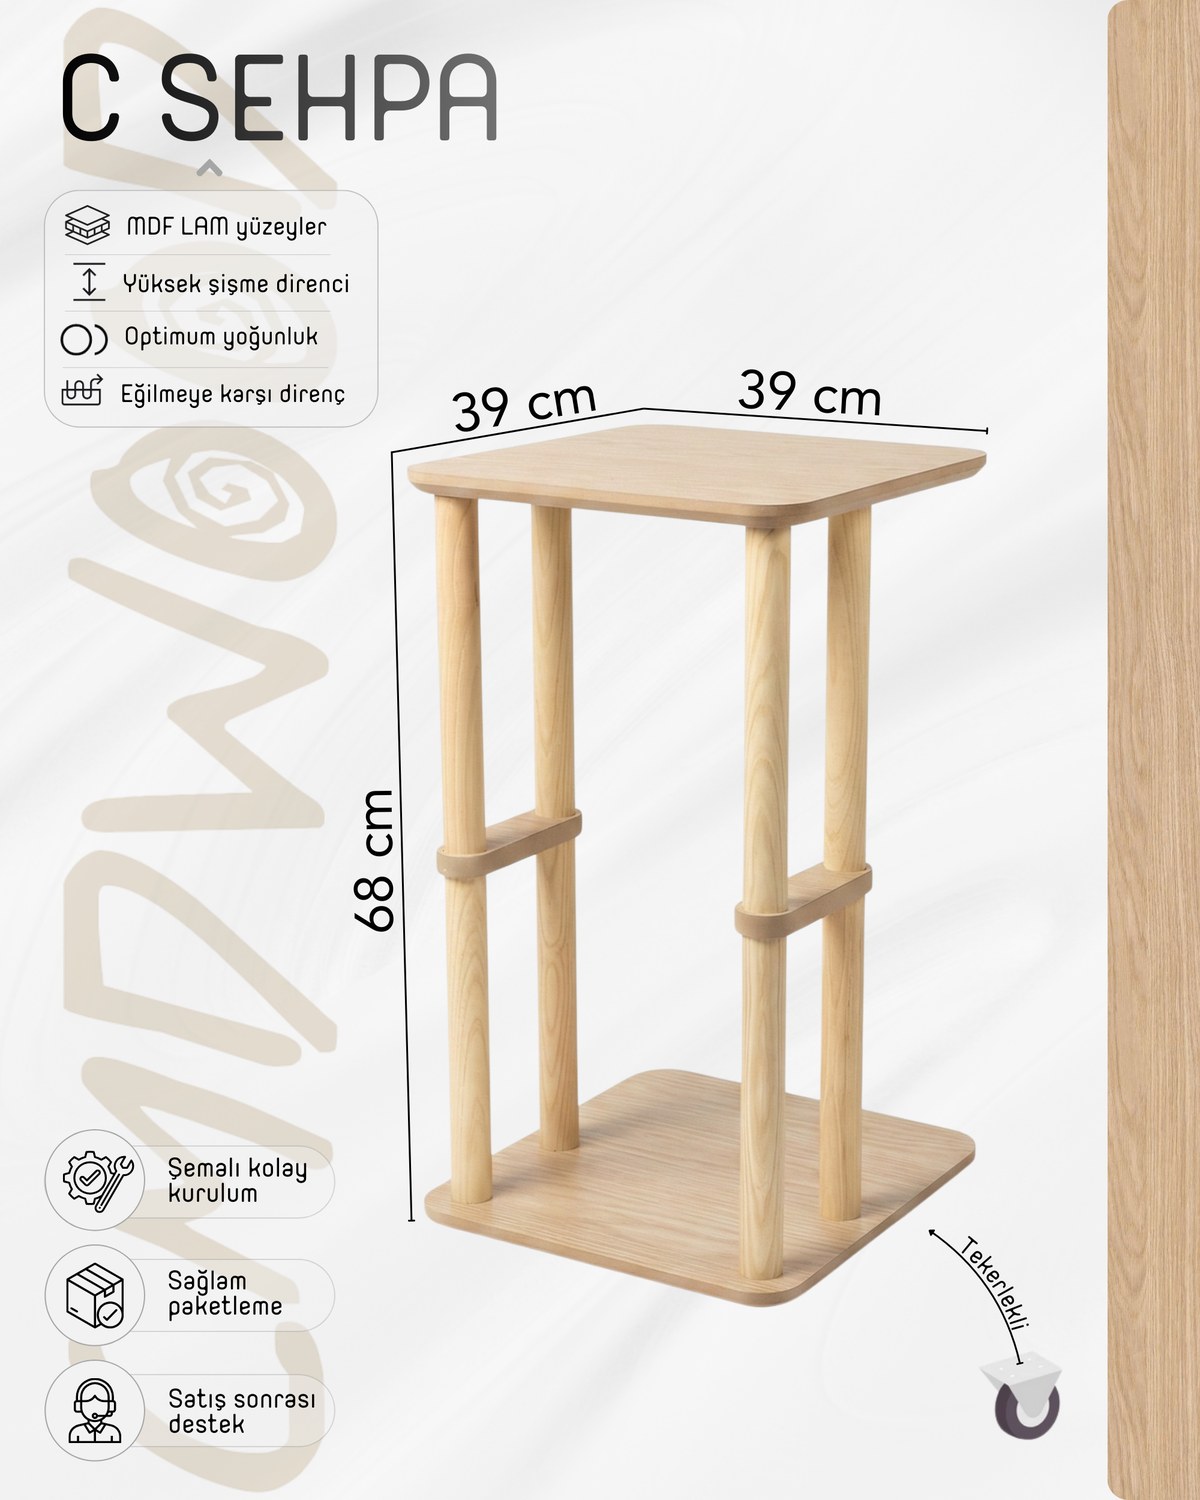 C SEHPA
MDF LAM yüzeyler
Yüksek şişme direnci
Optimum yoğunluk
Eğilmeye karşı direnç
39 cm
39 cm
68 cm
Şemalı kolay
kurulum
Sağlam
paketleme
Satış sonrası
destek
Tekerlekli